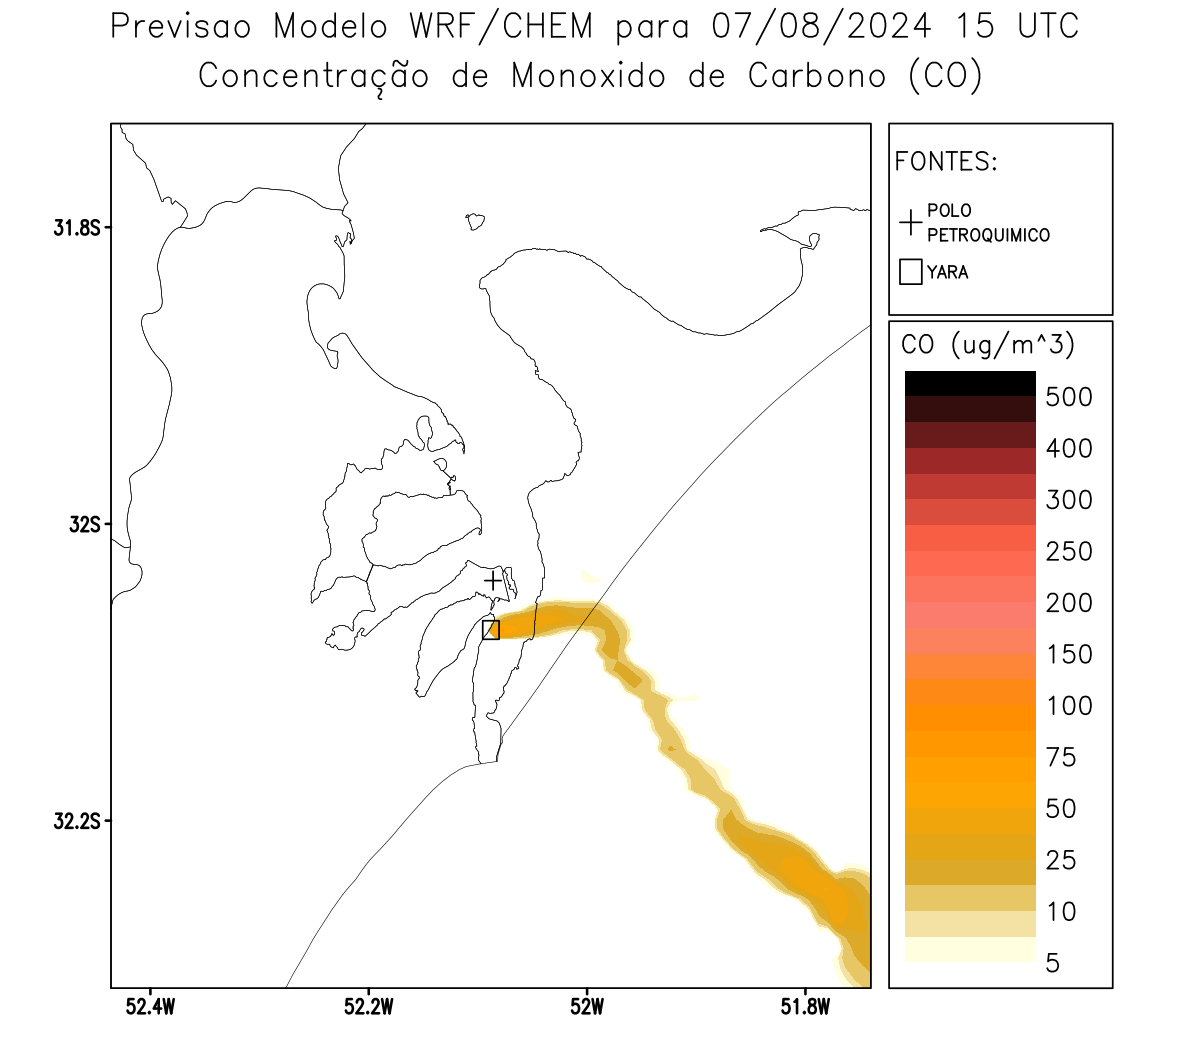 Previsao Modelo WRF/CHEM para 07/08/2024 15 UTC
Concentração de Monoxido de Carbono (CO)
FONTES:
POLO
PETROQUIMICO
YARA
31.8S
32S
32.2S
52.4W
52.2W
52W
51.8W
CO (ug/m^3)
500
400
300
250
200
150
100
75
50
25
10
5